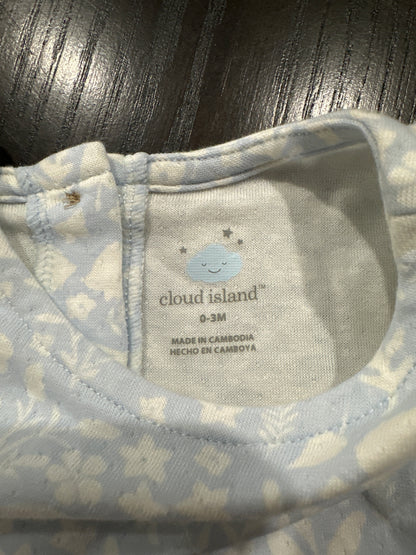 cloud island™
0-3M
MADE IN CAMBODIA
HECHO EN CAMBOYA